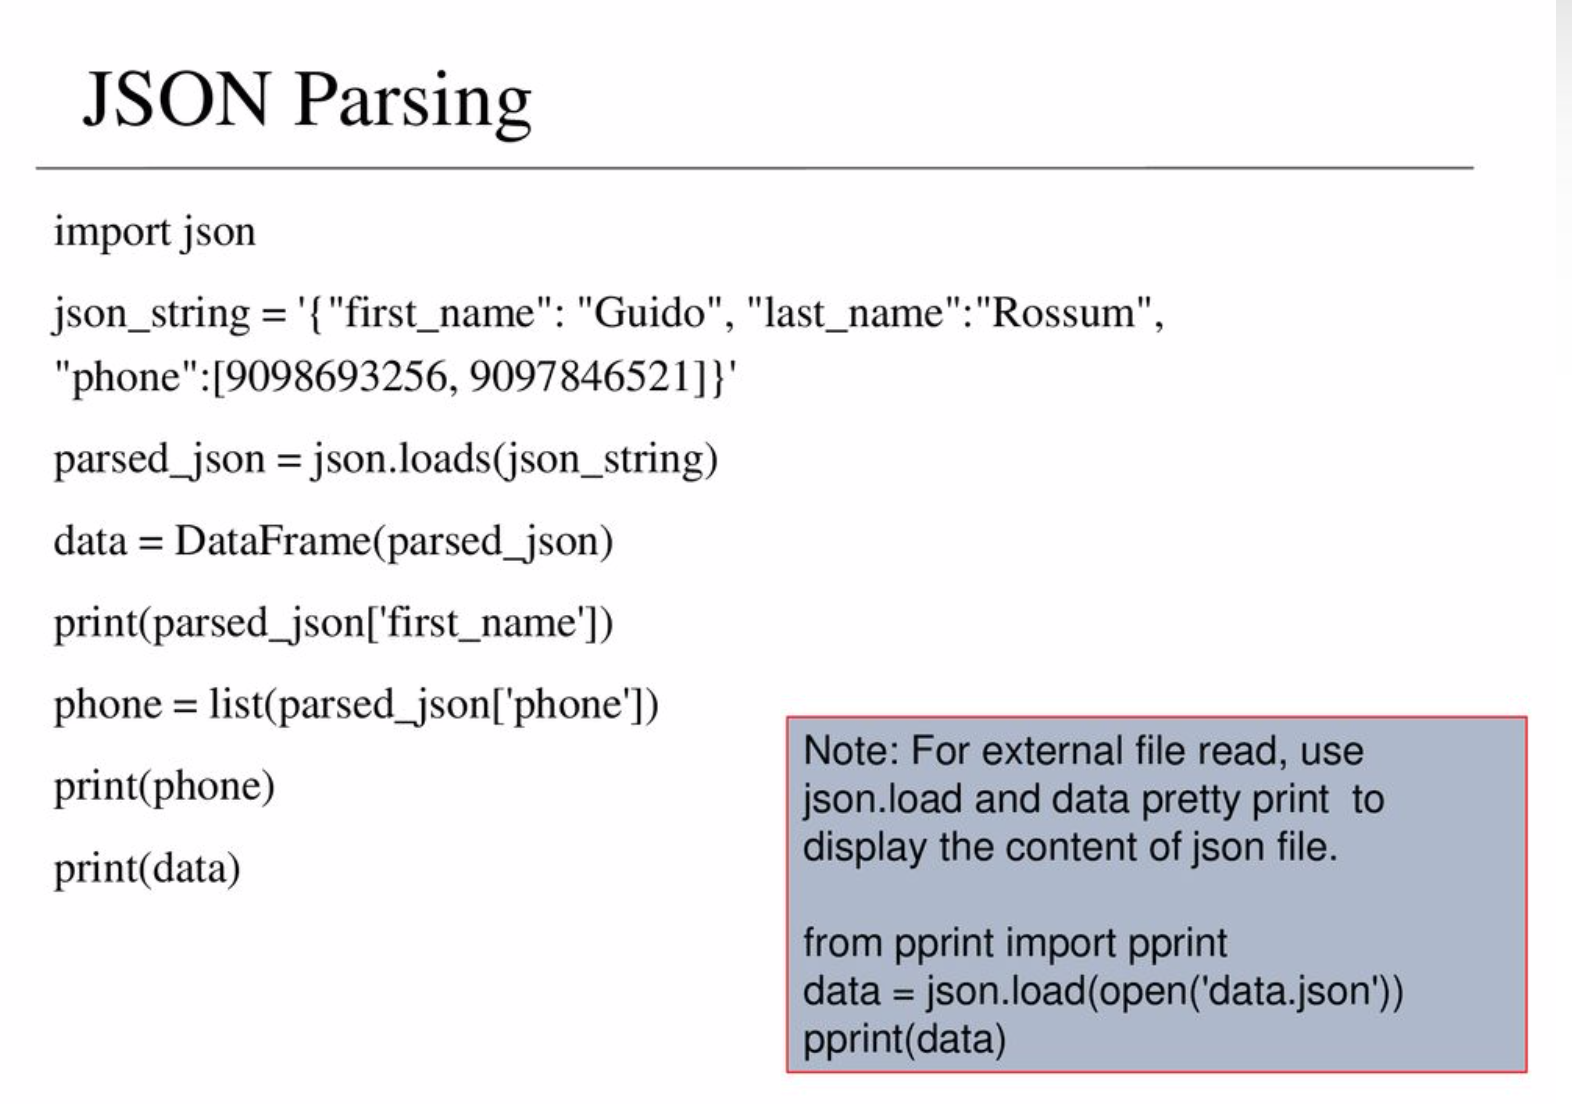 JSON Parsing
import json
json_string = '{"first_name": "Guido", "last_name":"Rossum",
"phone":[9098693256, 9097846521]}'
parsed_json = json.loads(json_string)
data = DataFrame(parsed_json)
print(parsed_json['first_name'])
phone = list(parsed_json['phone'])
print(phone)
print(data)
Note: For external file read, use
json.load and data pretty print  to
display the content of json file.
from pprint import pprint
data = json.load(open('data.json'))
pprint(data)